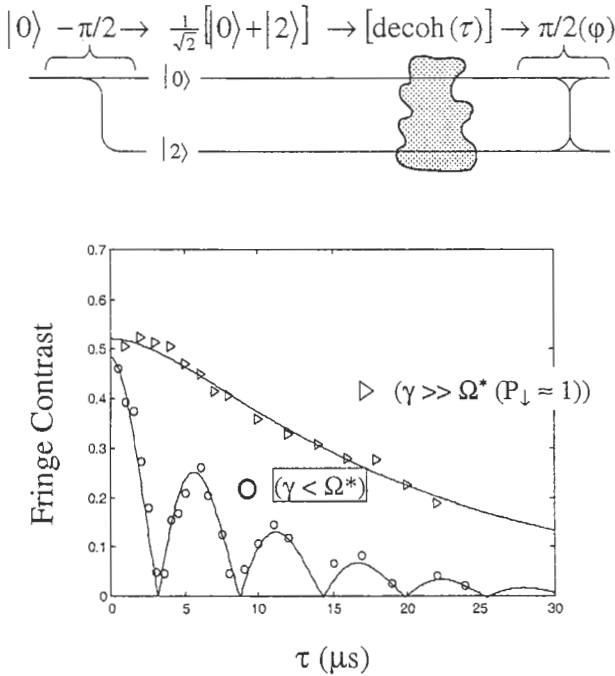 |0⟩ −π/2 → 1/√2 [|0⟩+|2⟩] → [decoh (τ)] → π/2(φ)
|0⟩
|2⟩
0.7
0.6
0.5
0.4
0.3
0.2
0.1
0
Fringe Contrast
▷ (γ >> Ω* (P↓ ≈ 1))
O (γ < Ω*)
0 5 10 15 20 25 30
τ (μs)